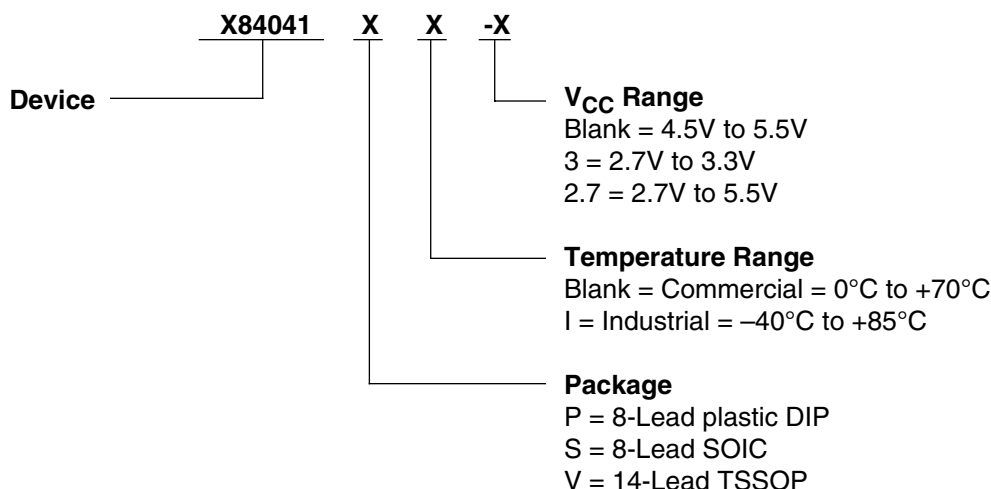 X84041 X X -X
Device
VCC Range
Blank = 4.5V to 5.5V
3 = 2.7V to 3.3V
2.7 = 2.7V to 5.5V
Temperature Range
Blank = Commercial = 0°C to +70°C
I = Industrial = –40°C to +85°C
Package
P = 8-Lead plastic DIP
S = 8-Lead SOIC
V = 14-Lead TSSOP